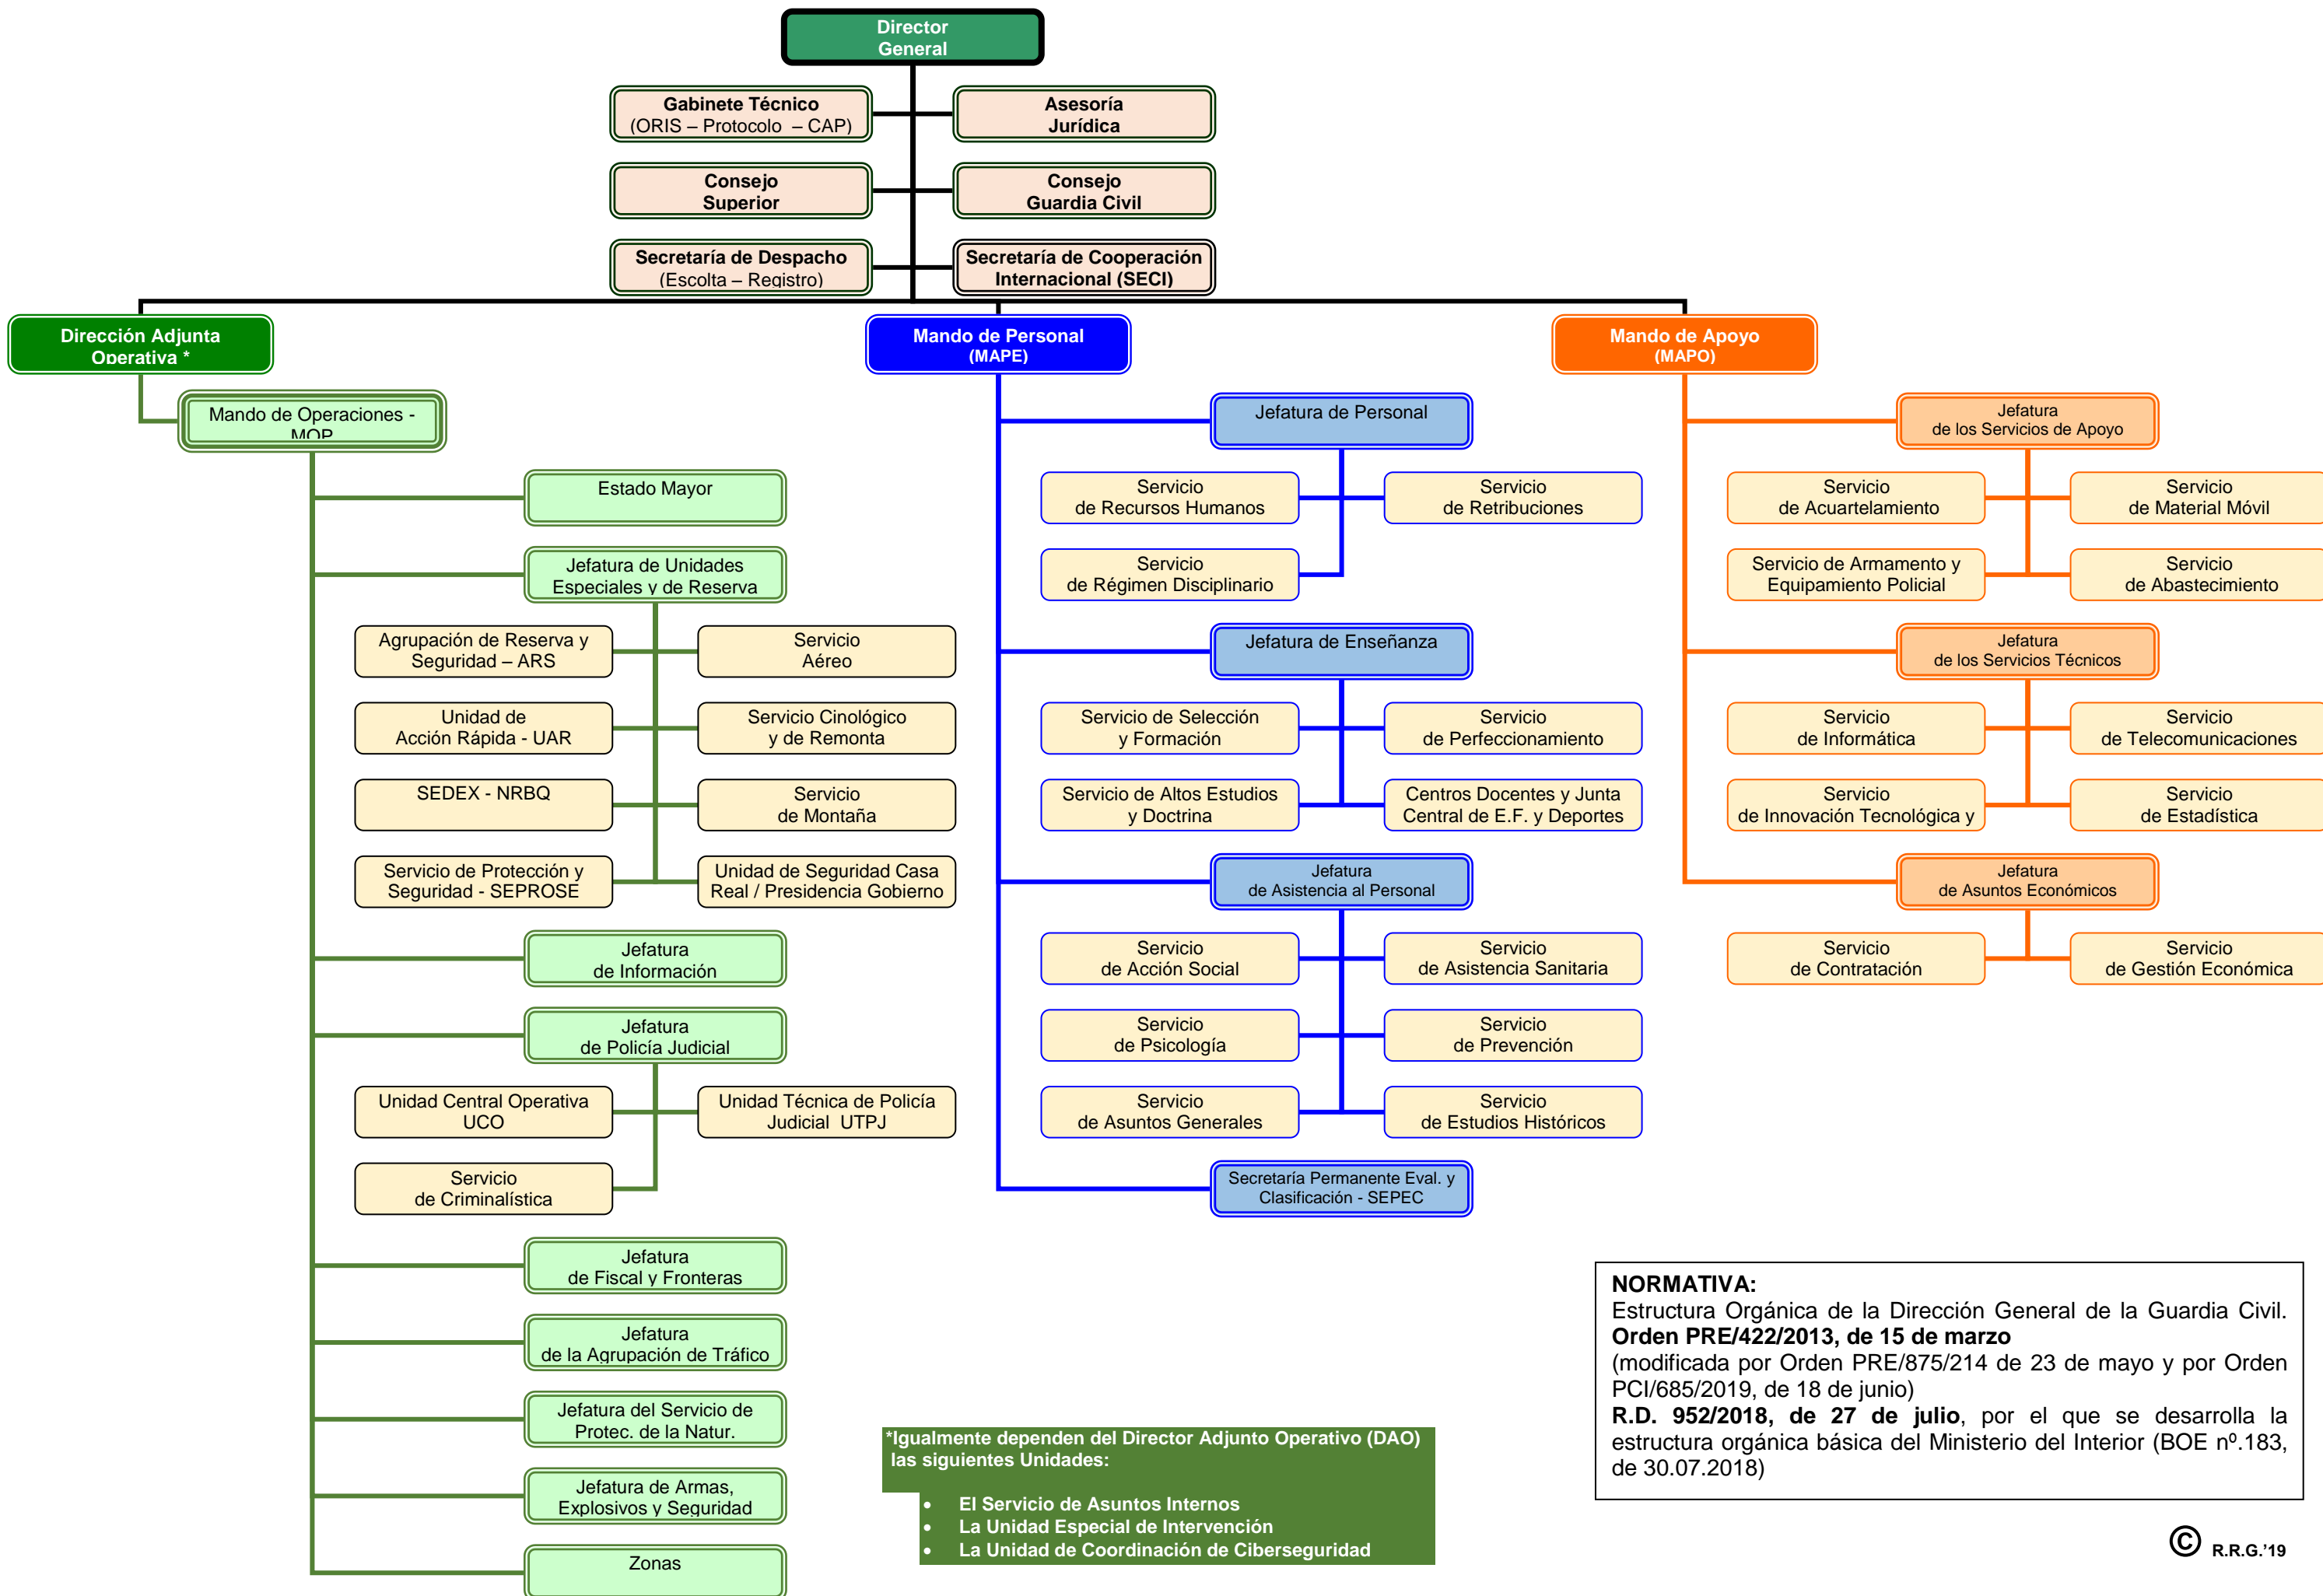 Director
General
Gabinete Técnico
(ORIS – Protocolo – CAP)
Asesoría
Jurídica
Consejo
Superior
Consejo
Guardia Civil
Secretaría de Despacho
(Escolta – Registro)
Secretaría de Cooperación
Internacional (SECI)
Dirección Adjunta
Operativa *
Mando de Operaciones -
MOP
Estado Mayor
Jefatura de Unidades
Especiales y de Reserva
Agrupación de Reserva y
Seguridad – ARS
Servicio
Aéreo
Unidad de
Acción Rápida - UAR
Servicio Cinológico
y de Remonta
SEDEX - NRBQ
Servicio
de Montaña
Servicio de Protección y
Seguridad - SEPROSE
Unidad de Seguridad Casa
Real / Presidencia Gobierno
Jefatura
de Información
Jefatura
de Policía Judicial
Unidad Central Operativa
UCO
Unidad Técnica de Policía
Judicial UTPJ
Servicio
de Criminalística
Jefatura
de Fiscal y Fronteras
Jefatura
de la Agrupación de Tráfico
Jefatura del Servicio de
Protec. de la Natur.
Jefatura de Armas,
Explosivos y Seguridad
Zonas
Mando de Personal
(MAPE)
Jefatura de Personal
Servicio
de Recursos Humanos
Servicio
de Retribuciones
Servicio
de Régimen Disciplinario
Jefatura de Enseñanza
Servicio de Selección
y Formación
Servicio
de Perfeccionamiento
Servicio de Altos Estudios
y Doctrina
Centros Docentes y Junta
Central de E.F. y Deportes
Jefatura
de Asistencia al Personal
Servicio
de Acción Social
Servicio
de Asistencia Sanitaria
Servicio
de Psicología
Servicio
de Prevención
Servicio
de Asuntos Generales
Servicio
de Estudios Históricos
Secretaría Permanente Eval. y
Clasificación - SEPEC
Mando de Apoyo
(MAPO)
Jefatura
de los Servicios de Apoyo
Servicio
de Acuartelamiento
Servicio
de Material Móvil
Servicio de Armamento y
Equipamiento Policial
Servicio
de Abastecimiento
Jefatura
de los Servicios Técnicos
Servicio
de Informática
Servicio
de Telecomunicaciones
Servicio
de Innovación Tecnológica y
Servicio
de Estadística
Jefatura
de Asuntos Económicos
Servicio
de Contratación
Servicio
de Gestión Económica
*Igualmente dependen del Director Adjunto Operativo (DAO)
las siguientes Unidades:
• El Servicio de Asuntos Internos
• La Unidad Especial de Intervención
• La Unidad de Coordinación de Ciberseguridad
NORMATIVA:
Estructura Orgánica de la Dirección General de la Guardia Civil.
Orden PRE/422/2013, de 15 de marzo
(modificada por Orden PRE/875/214 de 23 de mayo y por Orden
PCI/685/2019, de 18 de junio)
R.D. 952/2018, de 27 de julio, por el que se desarrolla la
estructura orgánica básica del Ministerio del Interior (BOE nº.183,
de 30.07.2018)
© R.R.G.'19